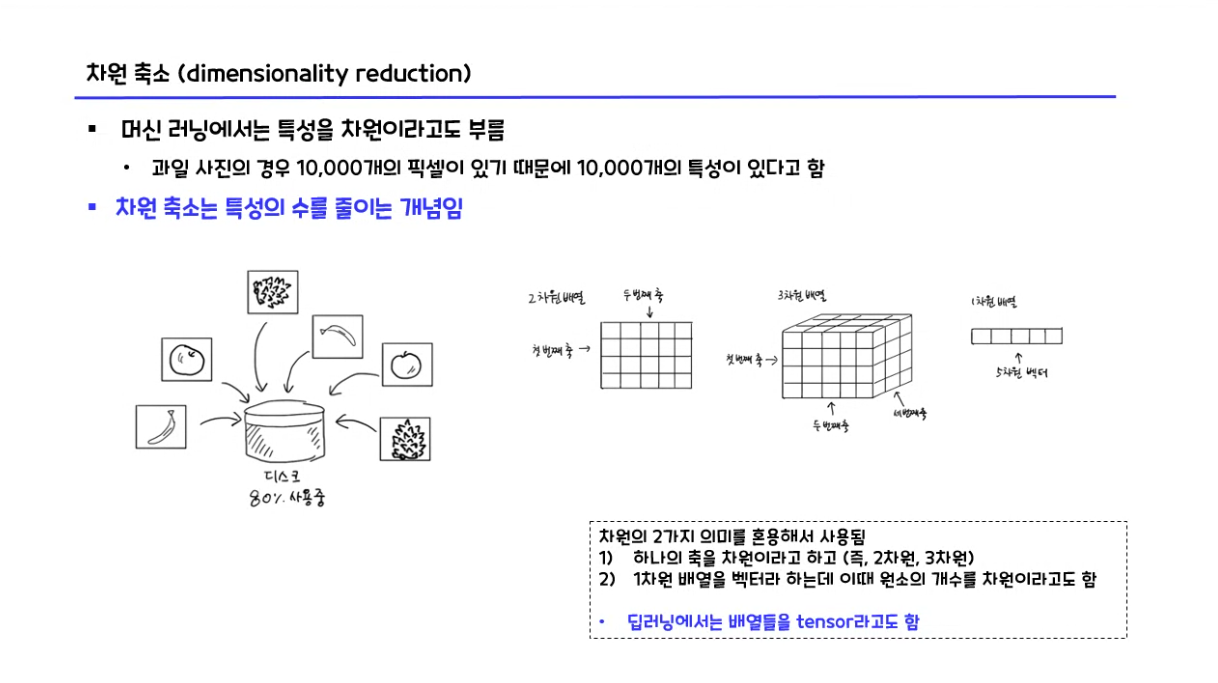 차원 축소 (dimensionality reduction)
▪ 머신 러닝에서는 특성을 차원이라고도 부름
• 과일 사진의 경우 10,000개의 픽셀이 있기 때문에 10,000개의 특성이 있다고 함
▪ 차원 축소는 특성의 수를 줄이는 개념임
디스크
80% 사용중
2차원 배열
두 번째 축
첫 번째 축
3차원 배열
첫 번째 축
두 번째 축
세 번째 축
1차원 배열
5차원 벡터
차원의 2가지 의미를 혼용해서 사용됨
1) 하나의 축을 차원이라고 하고 (즉, 2차원, 3차원)
2) 1차원 배열을 벡터라 하는데 이때 원소의 개수를 차원이라고도 함
• 딥러닝에서는 배열들을 tensor라고도 함